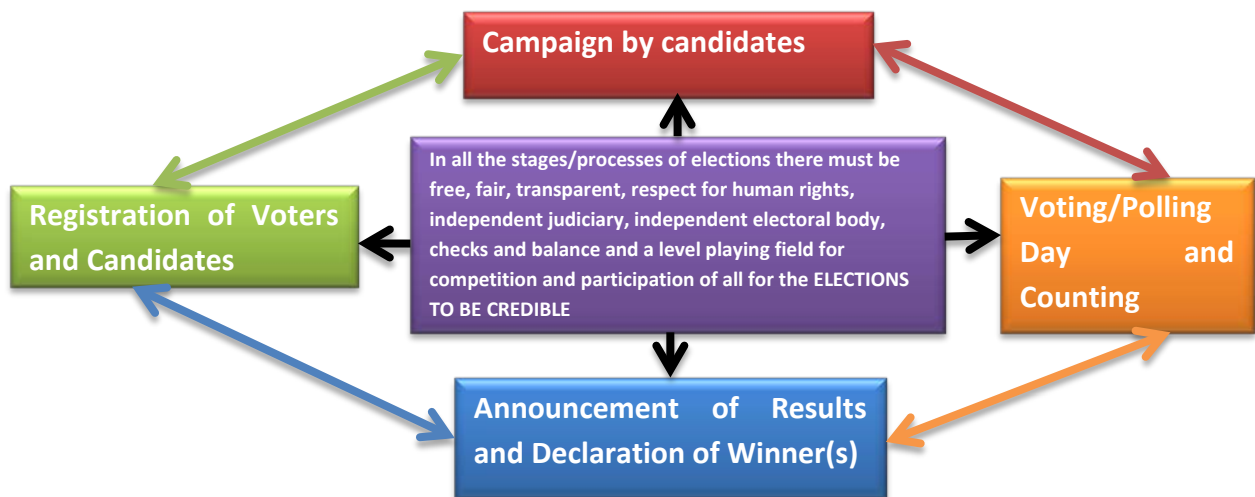 Campaign by candidates
In all the stages/processes of elections there must be
free, fair, transparent, respect for human rights,
independent judiciary, independent electoral body,
checks and balance and a level playing field for
competition and participation of all for the ELECTIONS
TO BE CREDIBLE
Registration of Voters
and Candidates
Voting/Polling
Day and
Counting
Announcement of Results
and Declaration of Winner(s)